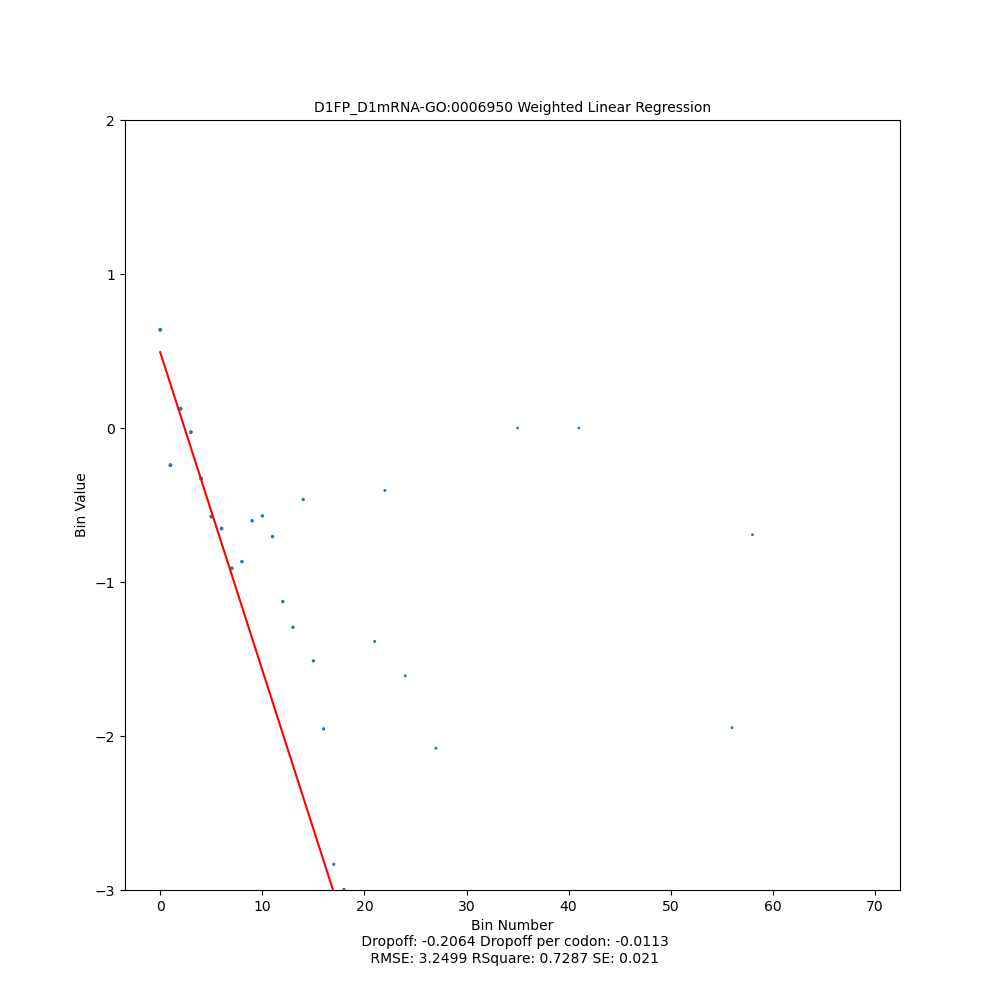 D1FP_D1mRNA-GO:0006950 Weighted Linear Regression
2
1
0
−1
−2
−3
Bin Value
0 10 20 30 40 50 60 70
Bin Number
Dropoff: -0.2064 Dropoff per codon: -0.0113
RMSE: 3.2499 RSquare: 0.7287 SE: 0.021